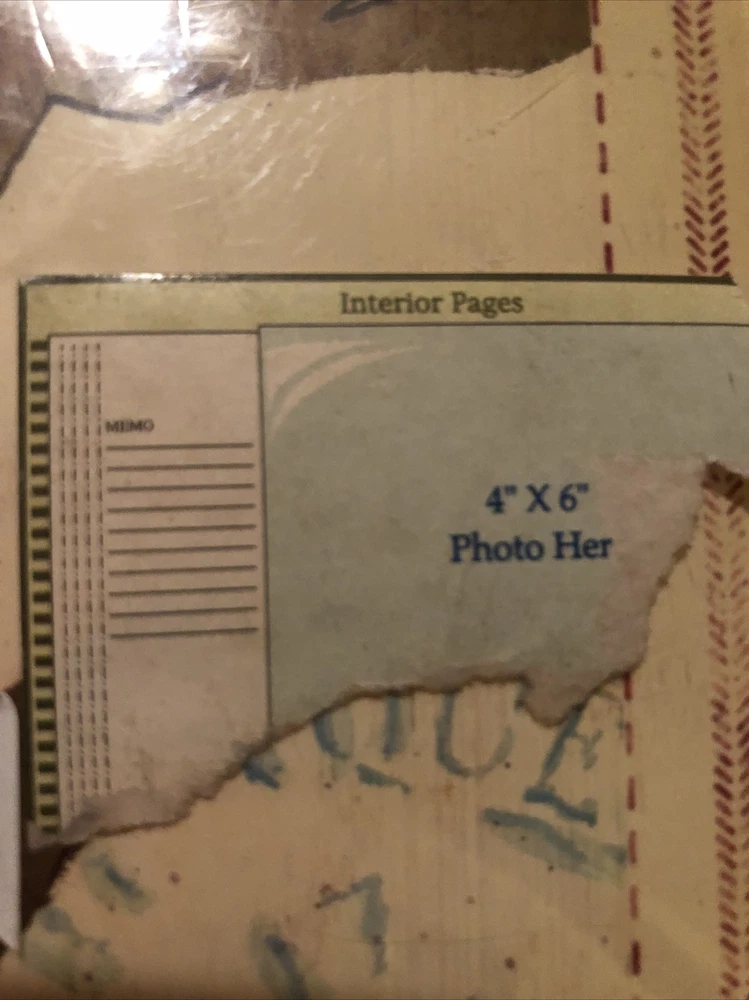 Interior Pages
MEMO
4" X 6"
Photo Her